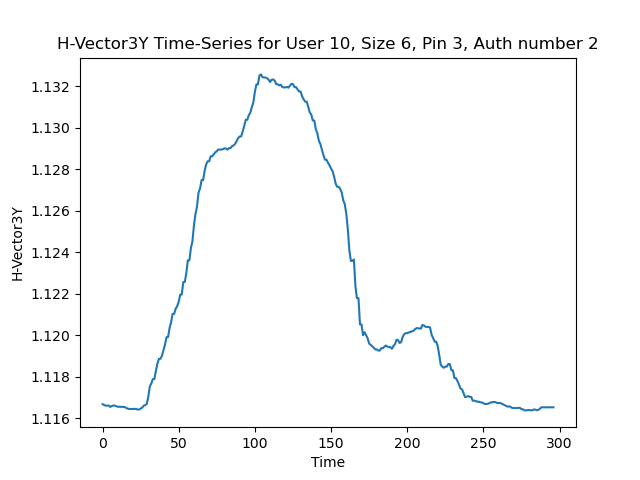 H-Vector3Y Time-Series for User 10, Size 6, Pin 3, Auth number 2
1.132
1.130
1.128
1.126
1.124
1.122
1.120
1.118
1.116
H-Vector3Y
0 50 100 150 200 250 300
Time